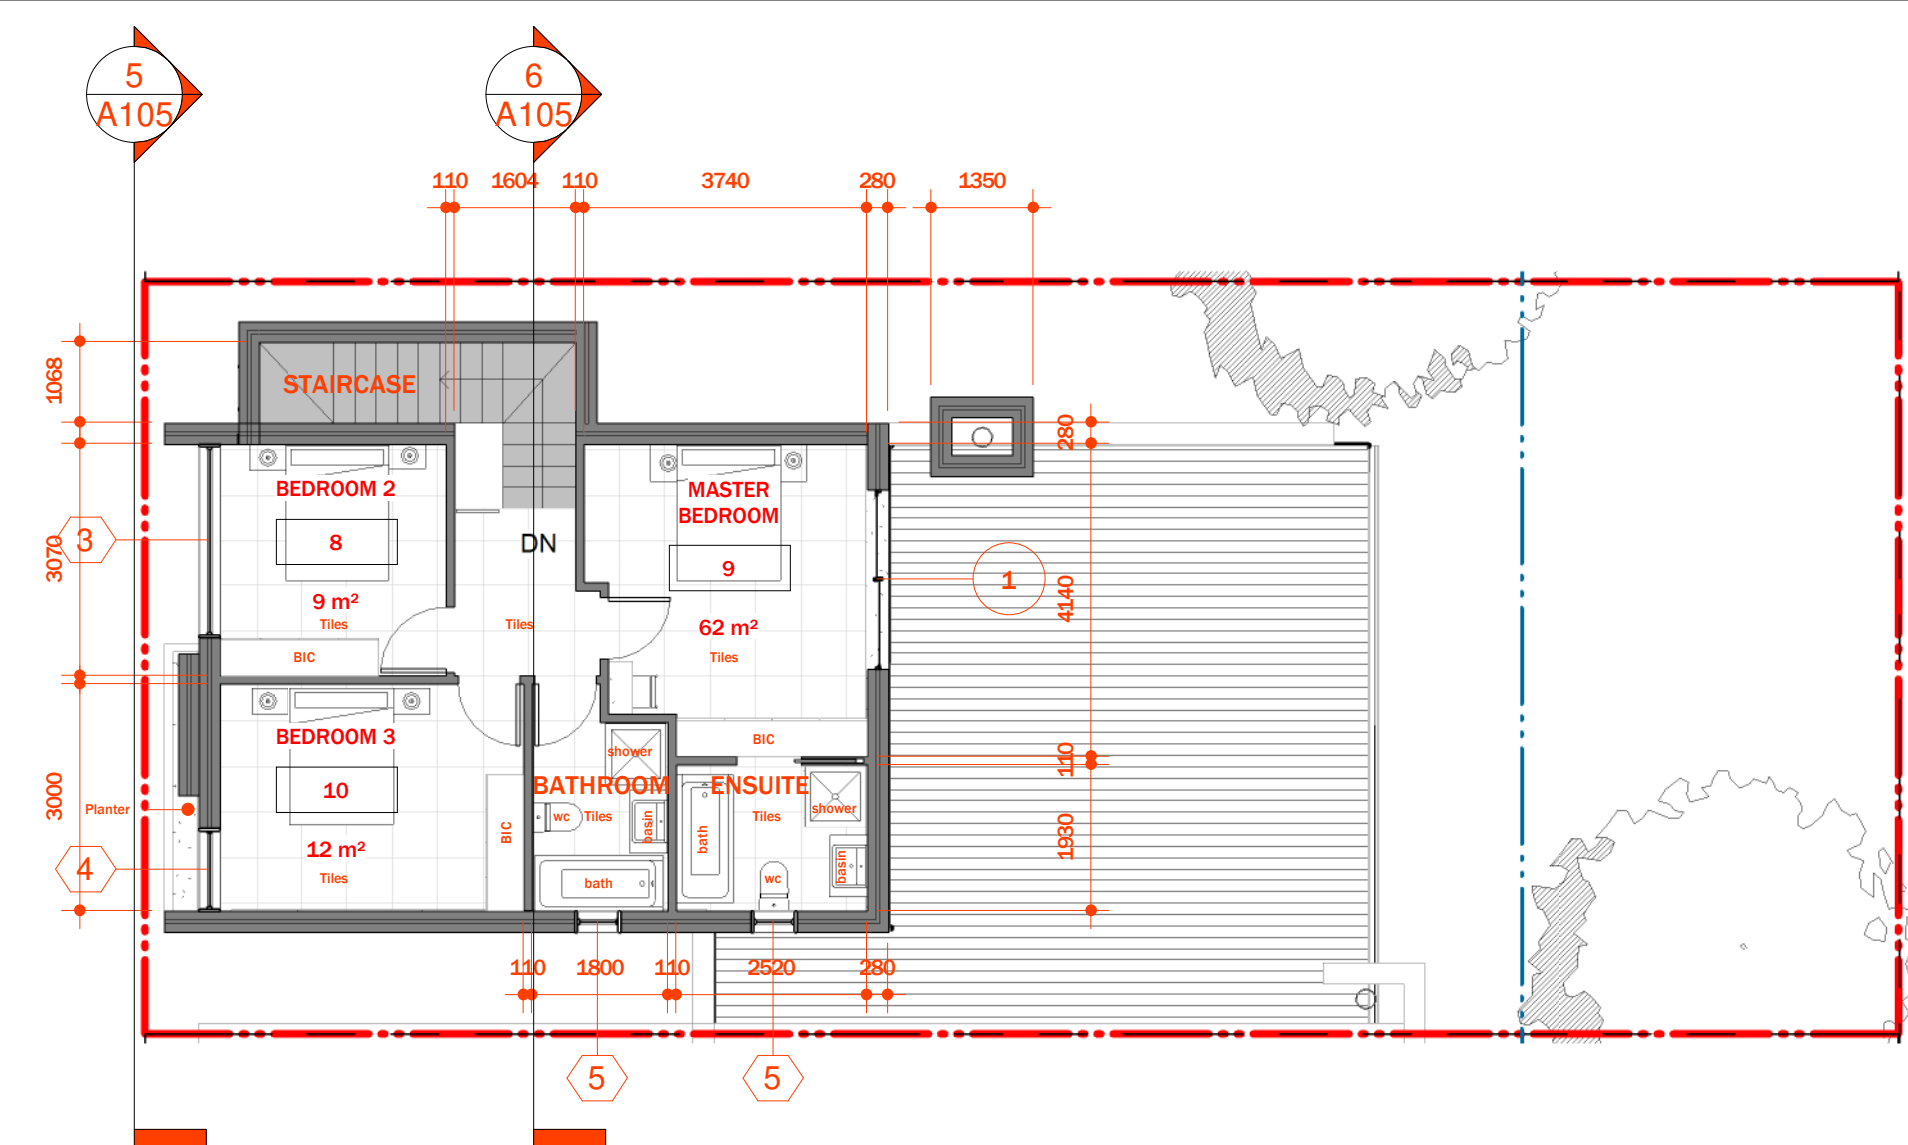 5
A105
6
A105
110 1604 110 3740 280 1350
1068
STAIRCASE
280
BEDROOM 2
MASTER
BEDROOM
3
3070
8
DN
9
1
4140
9 m²
Tiles
Tiles
62 m²
Tiles
BIC
BEDROOM 3
BIC
shower
110
10
BATHROOM
ENSUITE
3000
Planter
wc
Tiles
basin
Tiles
shower
BIC
bath
1930
12 m²
Tiles
4
bath
wc
basin
110 1800 110 2520 280
5
5